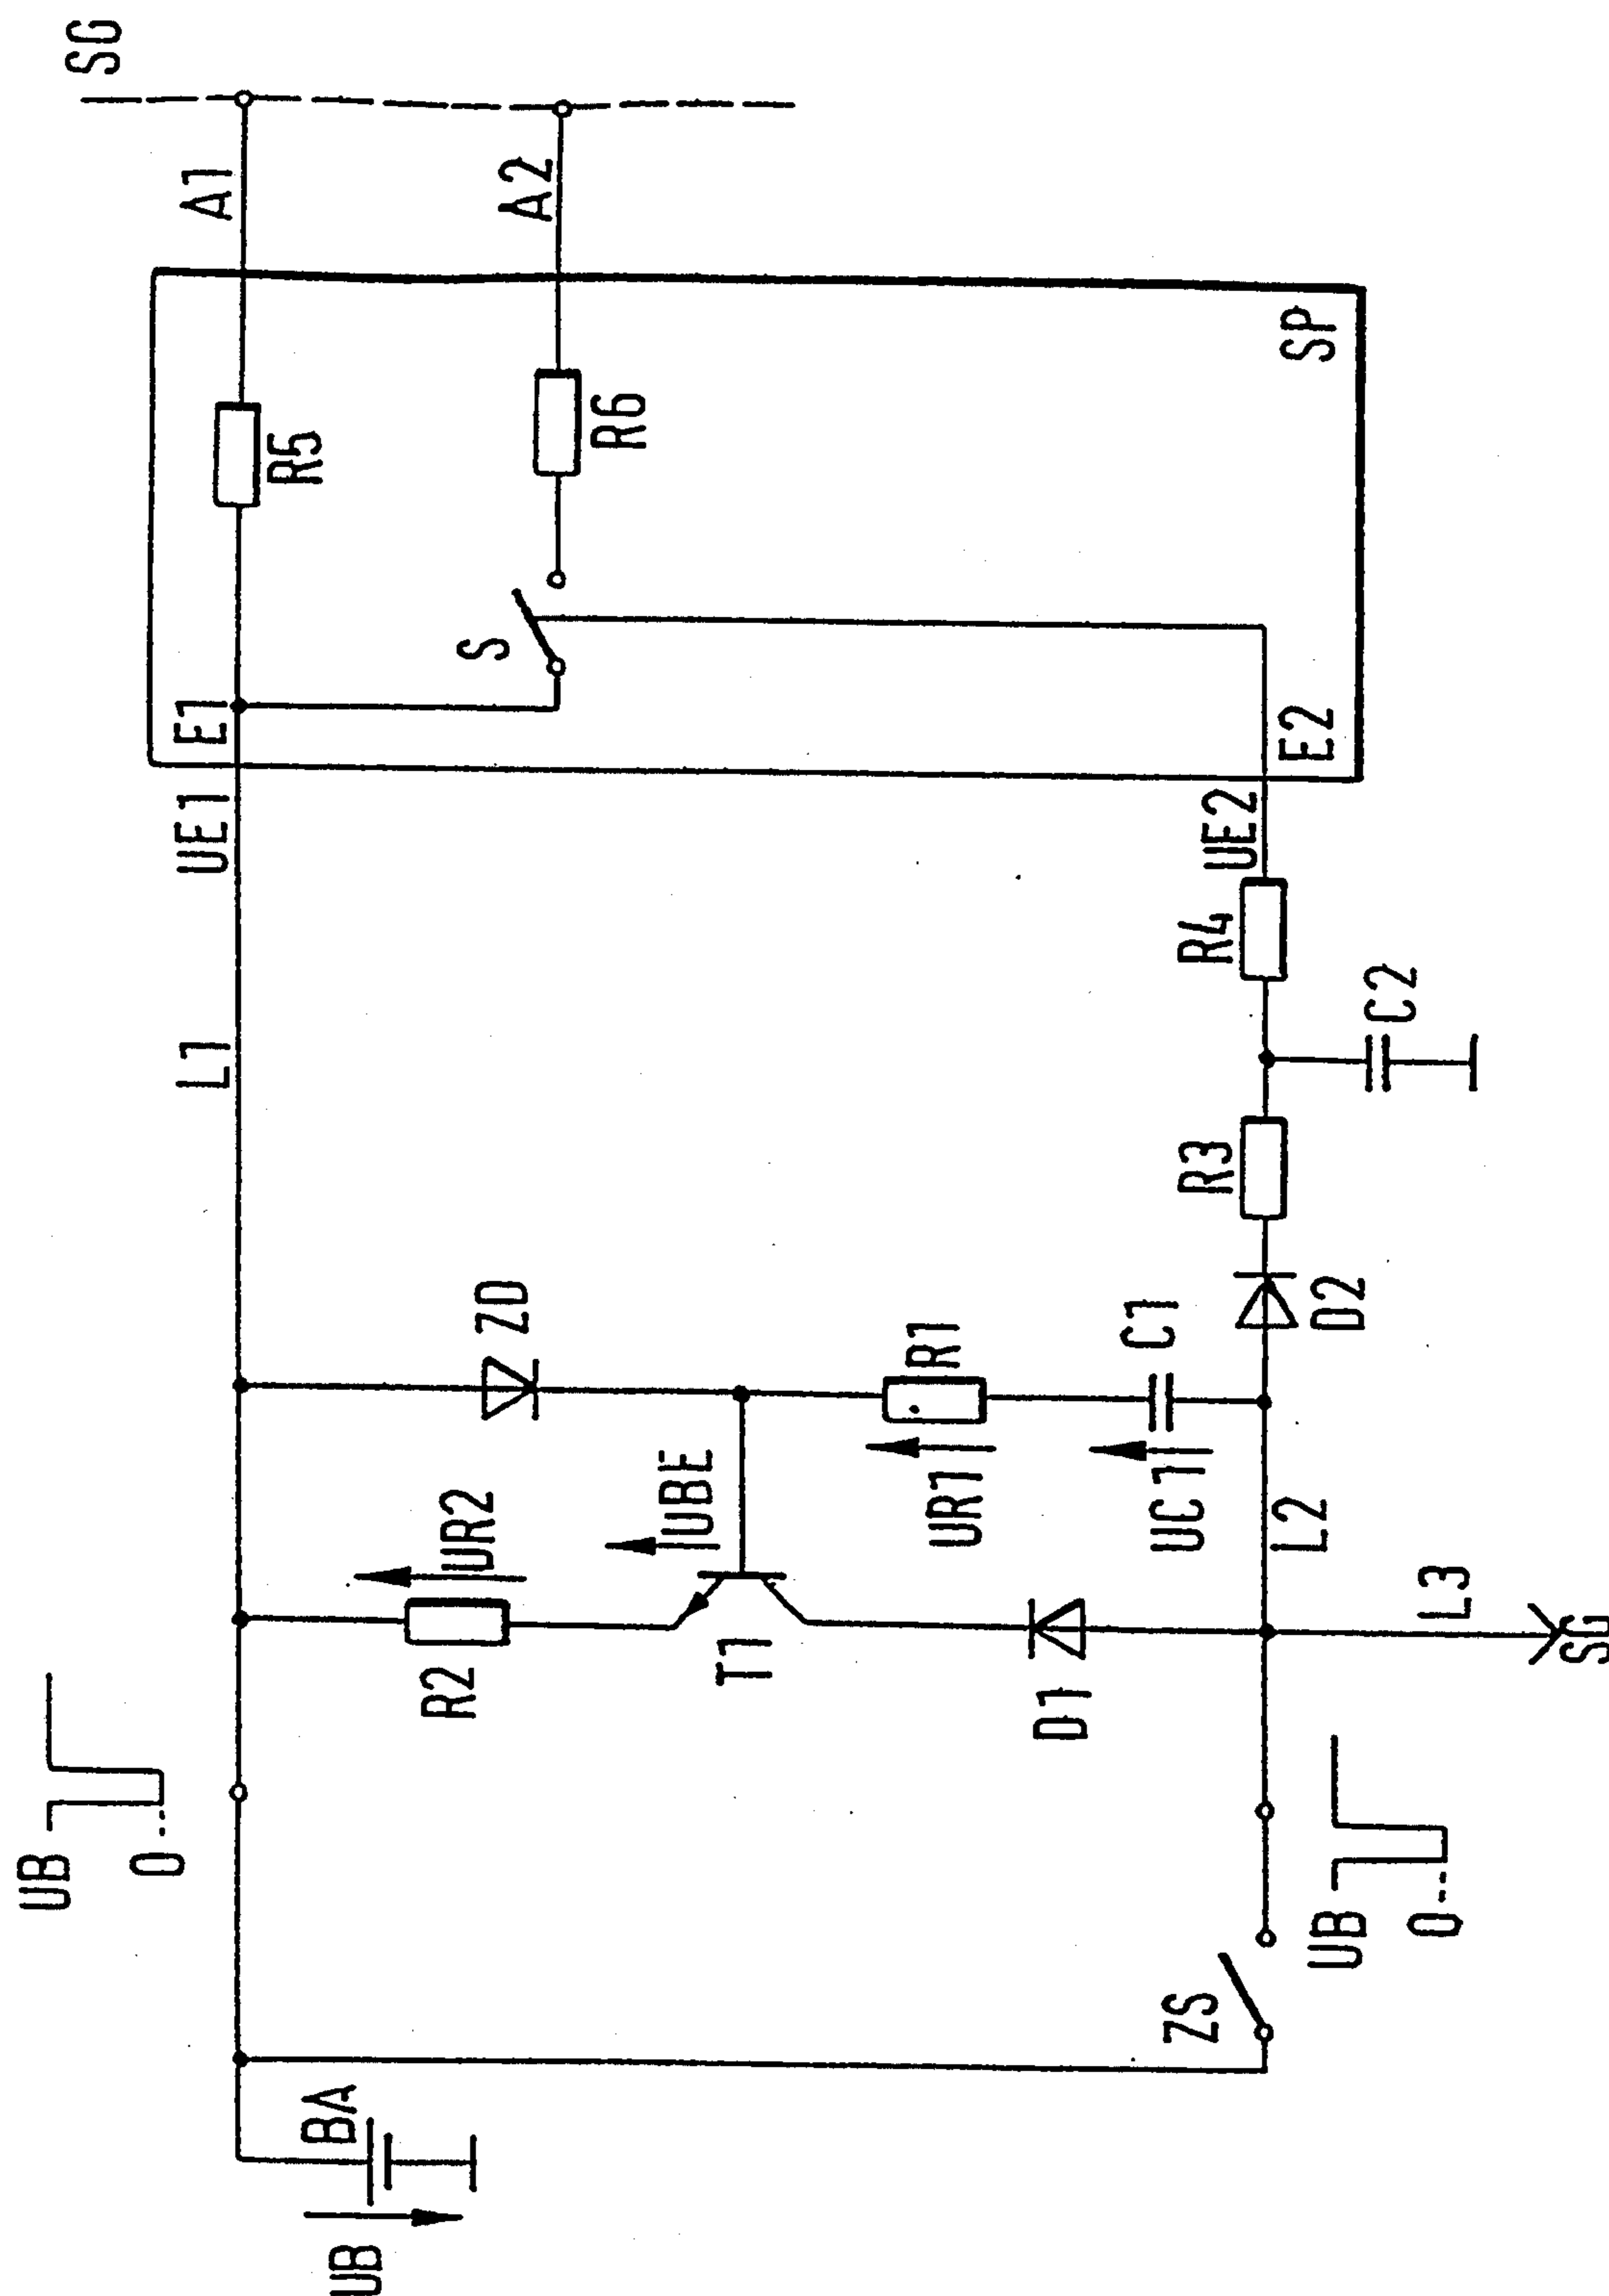 SG
A1
A2
R5
R6
SP
S
E1
E2
UE1
UE2
R4
C2
L1
R3
ZD
R1
C1
D2
UR2
UBE
UR1
UC1
L2
L3
SG
R2
T1
D1
UB
0
UB
0
ZS
BA
UB